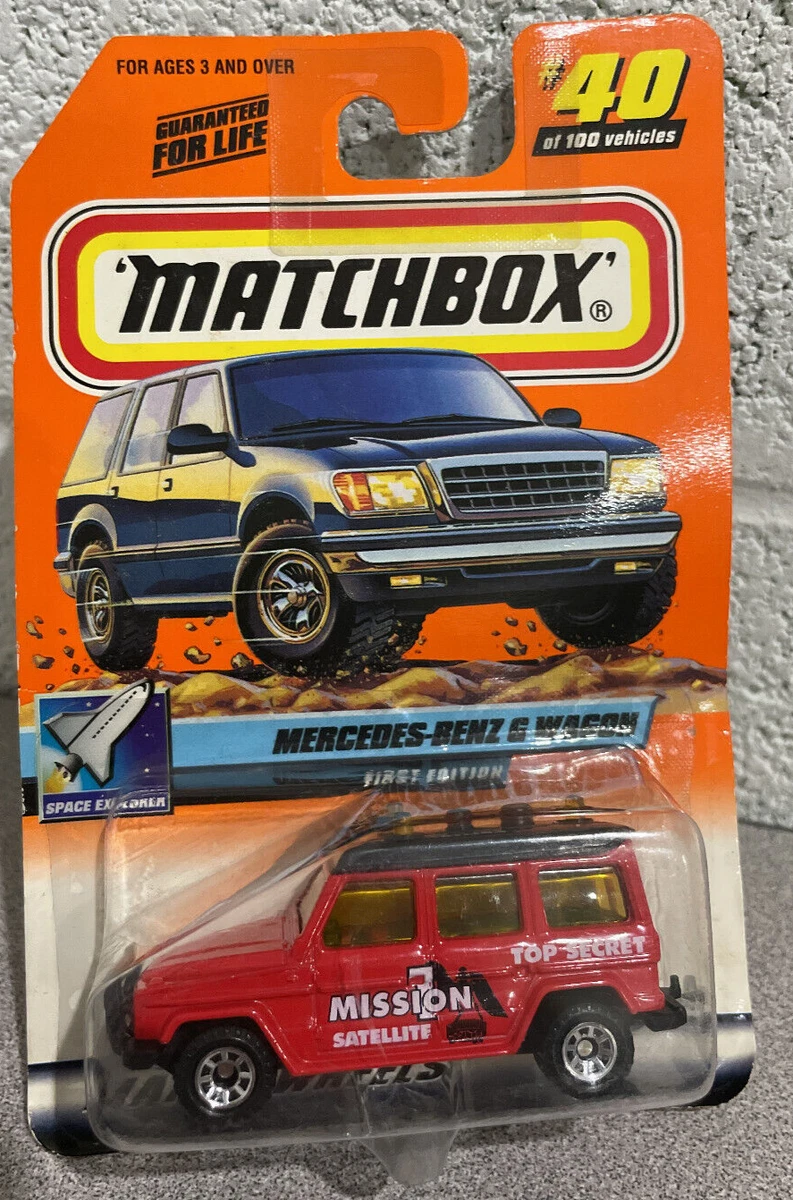 FOR AGES 3 AND OVER
GUARANTEED
FOR LIFE
#40
of 100 vehicles
'MATCHBOX'®
MERCEDES-BENZ G WAGON
FIRST EDITION
SPACE EXPLORER
TOP SECRET
MISSION
SATELLITE
WHEELS